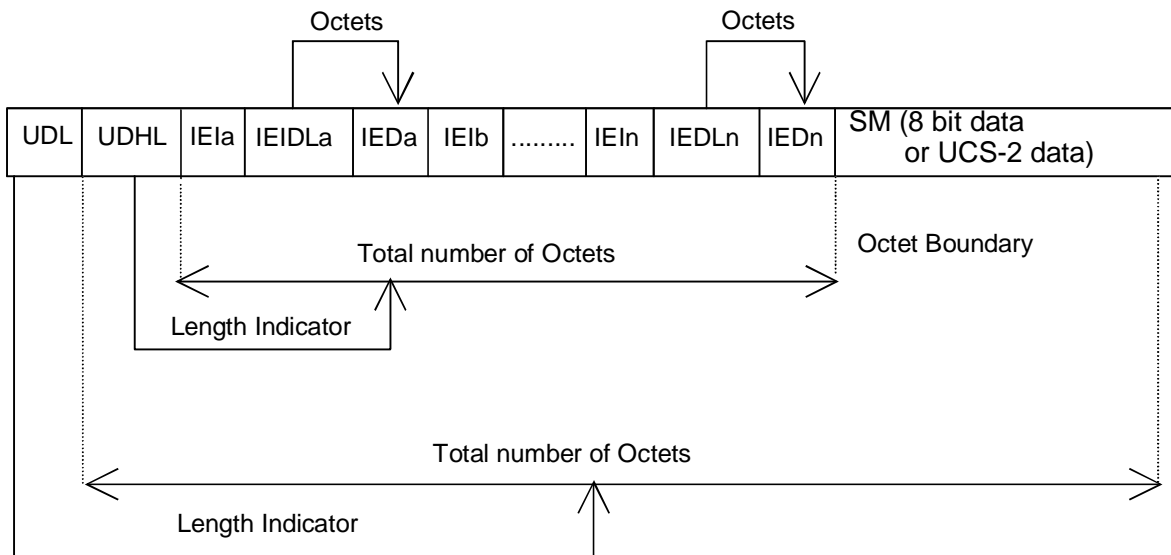 Octets Octets
UDL UDHL IEIa IEIDLa IEDa IEIb ......... IEIn IEDLn IEDn SM (8 bit data
or UCS-2 data)
Total number of Octets Octet Boundary
Length Indicator
Total number of Octets
Length Indicator